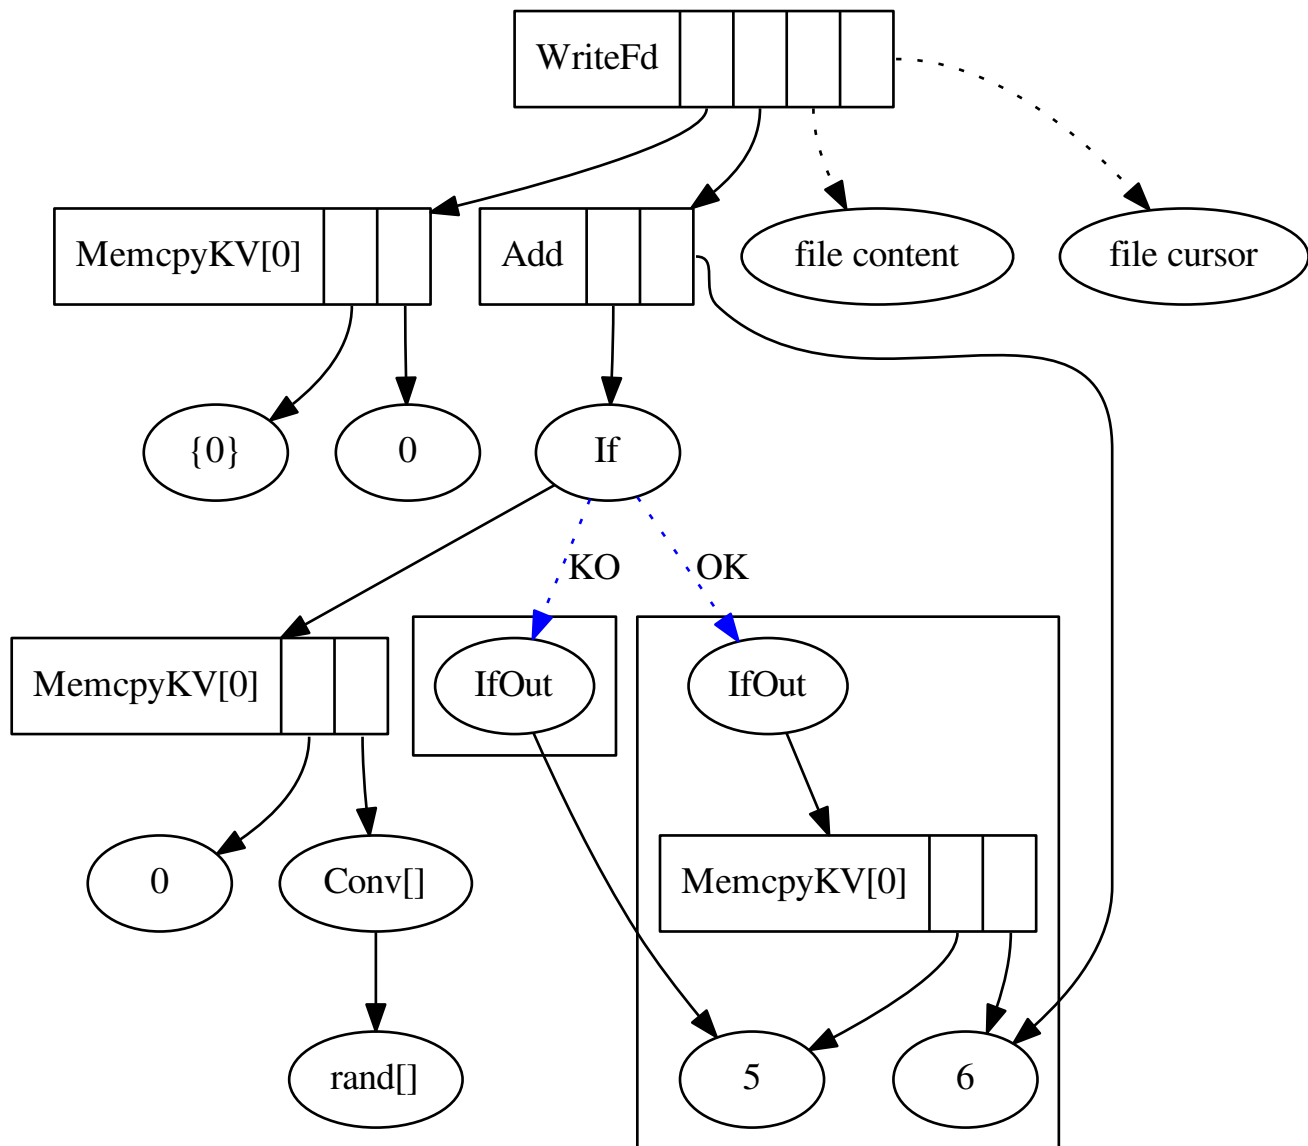 WriteFd
MemcpyKV[0]
Add
file content
file cursor
{0}
0
If
KO
OK
MemcpyKV[0]
IfOut
IfOut
0
Conv[]
MemcpyKV[0]
rand[]
5
6